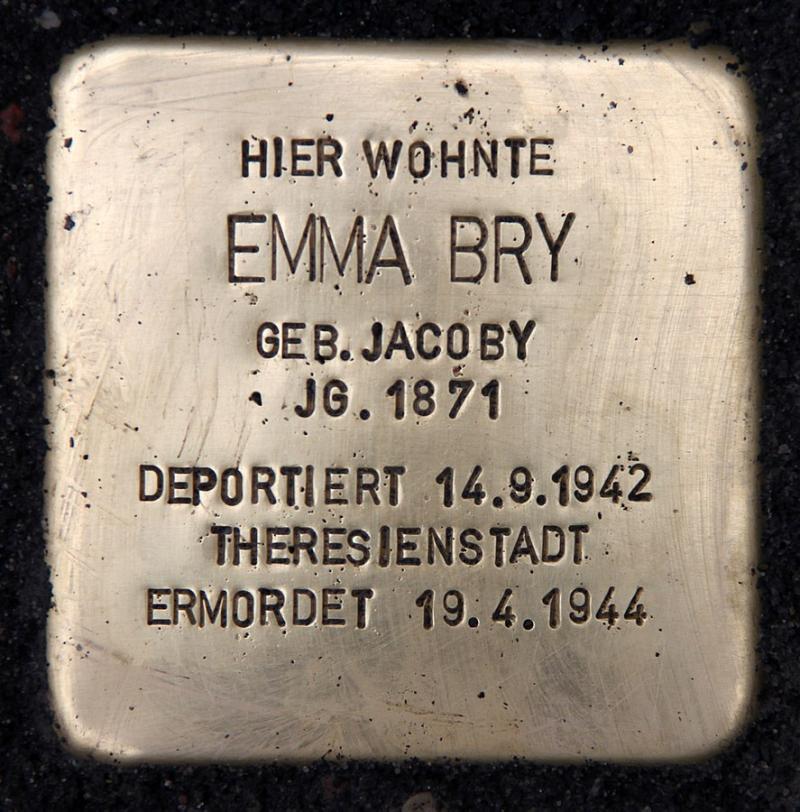 HIER WOHNTE
EMMA BRY
GEB. JACOBY
JG. 1871
DEPORTIERT 14.9.1942
THERESIENSTADT
ERMORDET 19.4.1944